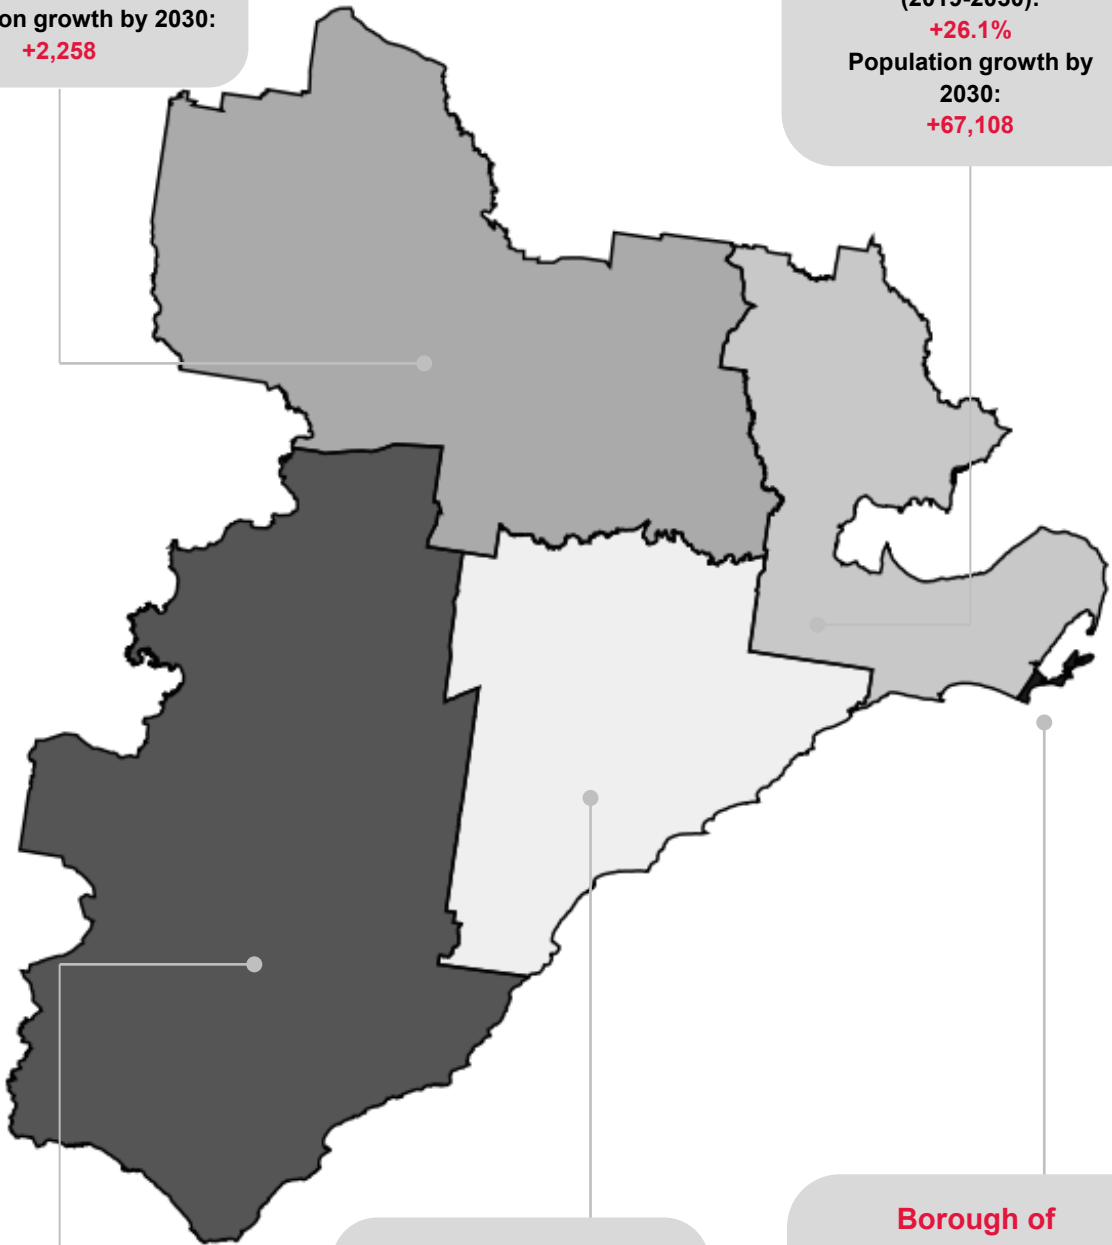 on growth by 2030:
+2,258
+26.1%
Population growth by
2030:
+67,108
Borough of